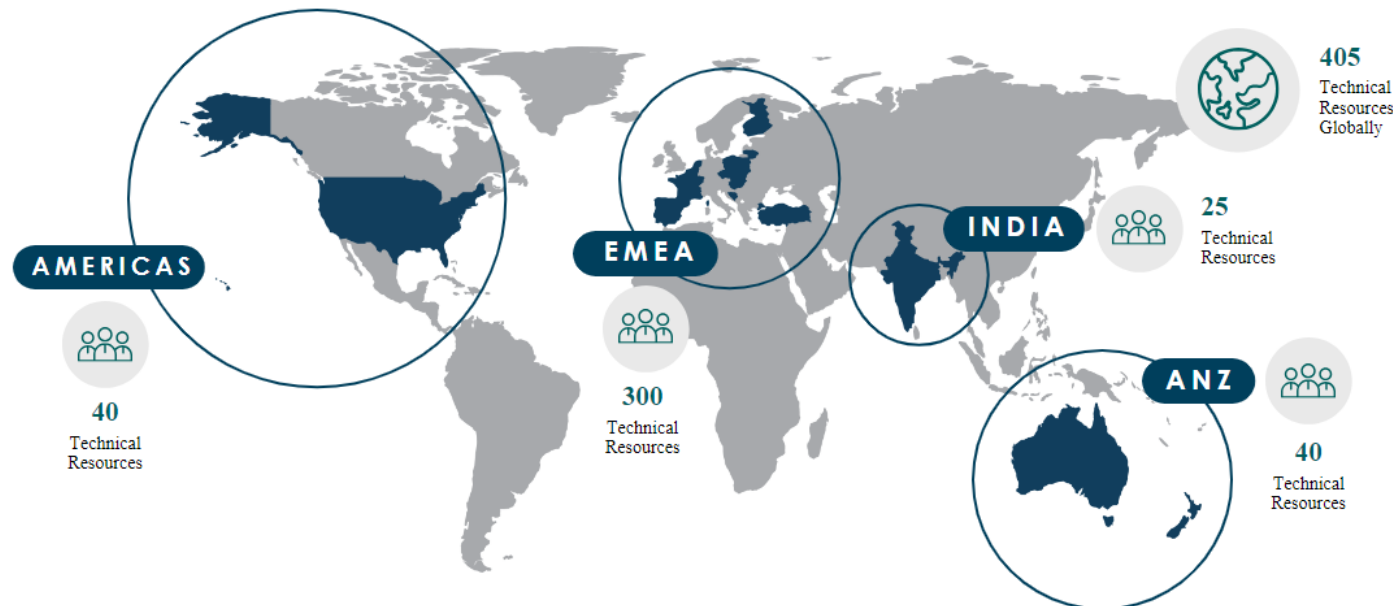 405
Technical
Resources
Globally
INDIA
25
Technical
Resources
AMERICAS
40
Technical
Resources
EMEA
300
Technical
Resources
ANZ
40
Technical
Resources